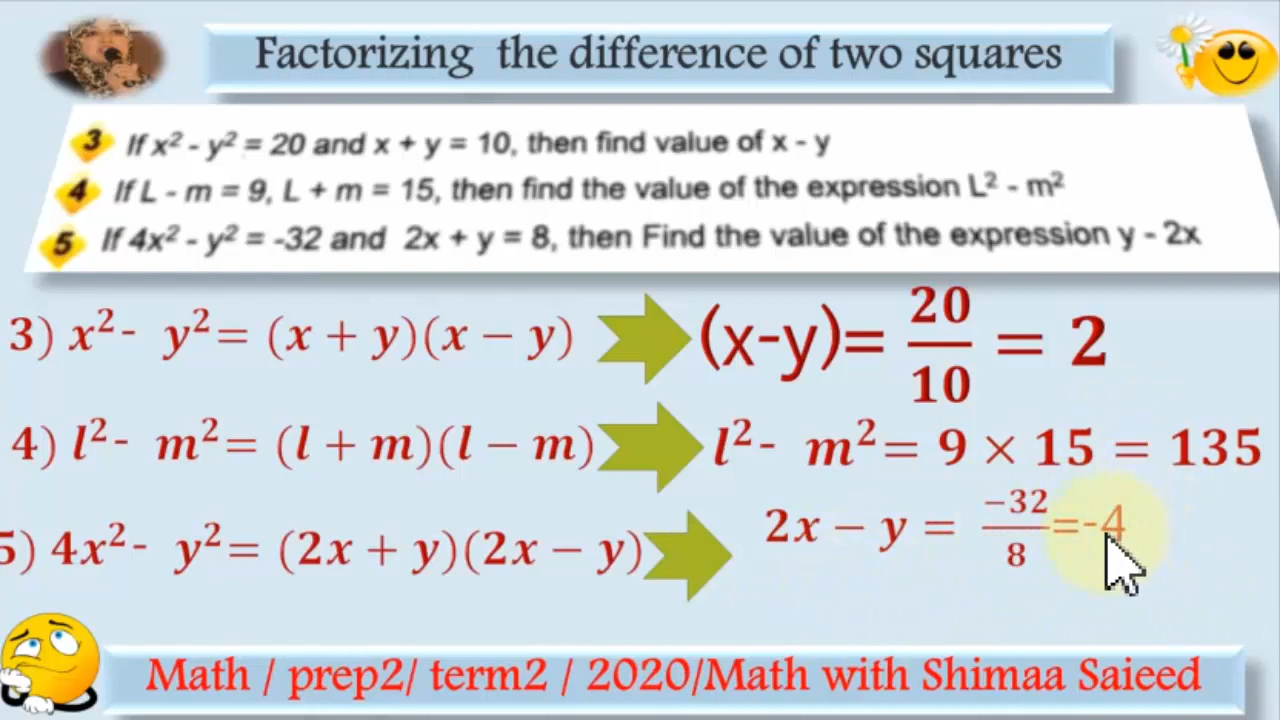 Factorizing the difference of two squares
3 If x² - y² = 20 and x + y = 10, then find value of x - y
4 If L - m = 9, L + m = 15, then find the value of the expression L² - m²
5 If 4x² - y² = -32 and 2x + y = 8, then Find the value of the expression y - 2x
3) x² - y² = (x + y)(x − y) (x-y)= 20/10 = 2
4) l² - m² = (l + m)(l − m) l² - m² = 9 × 15 = 135
5) 4x² - y² = (2x + y)(2x − y) 2x − y = −32/8 =-4
Math / prep2/ term2 / 2020/Math with Shimaa Saieed